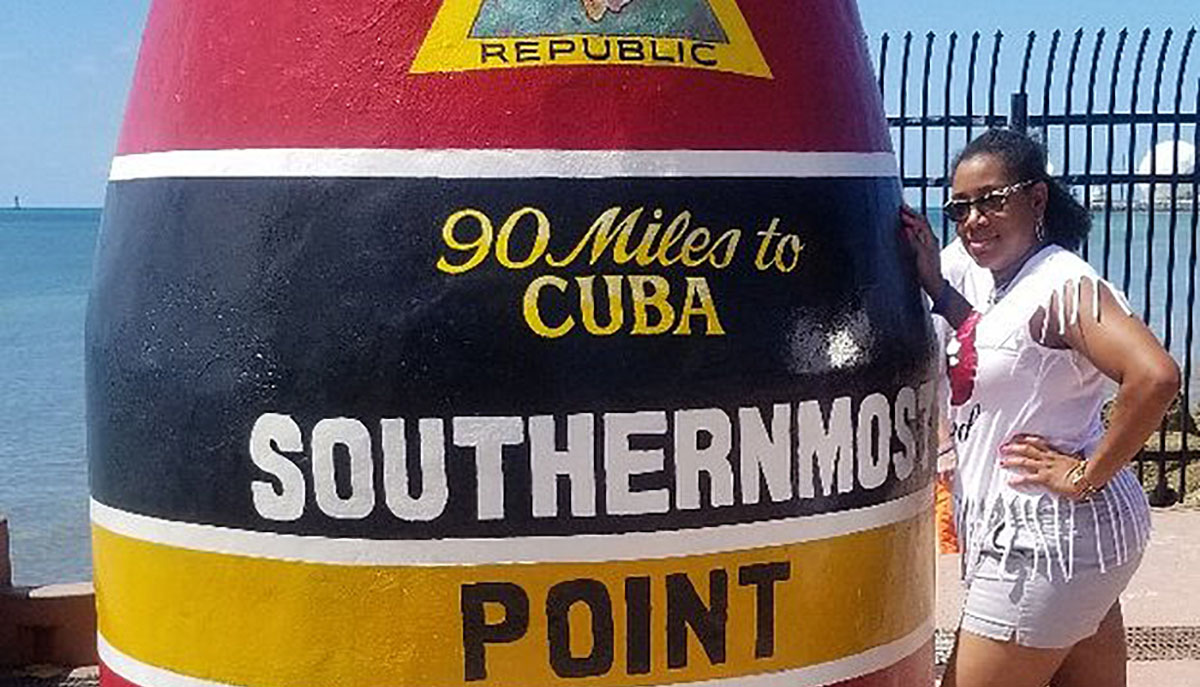 REPUBLIC
90 Miles to
CUBA
SOUTHERNMOST
POINT